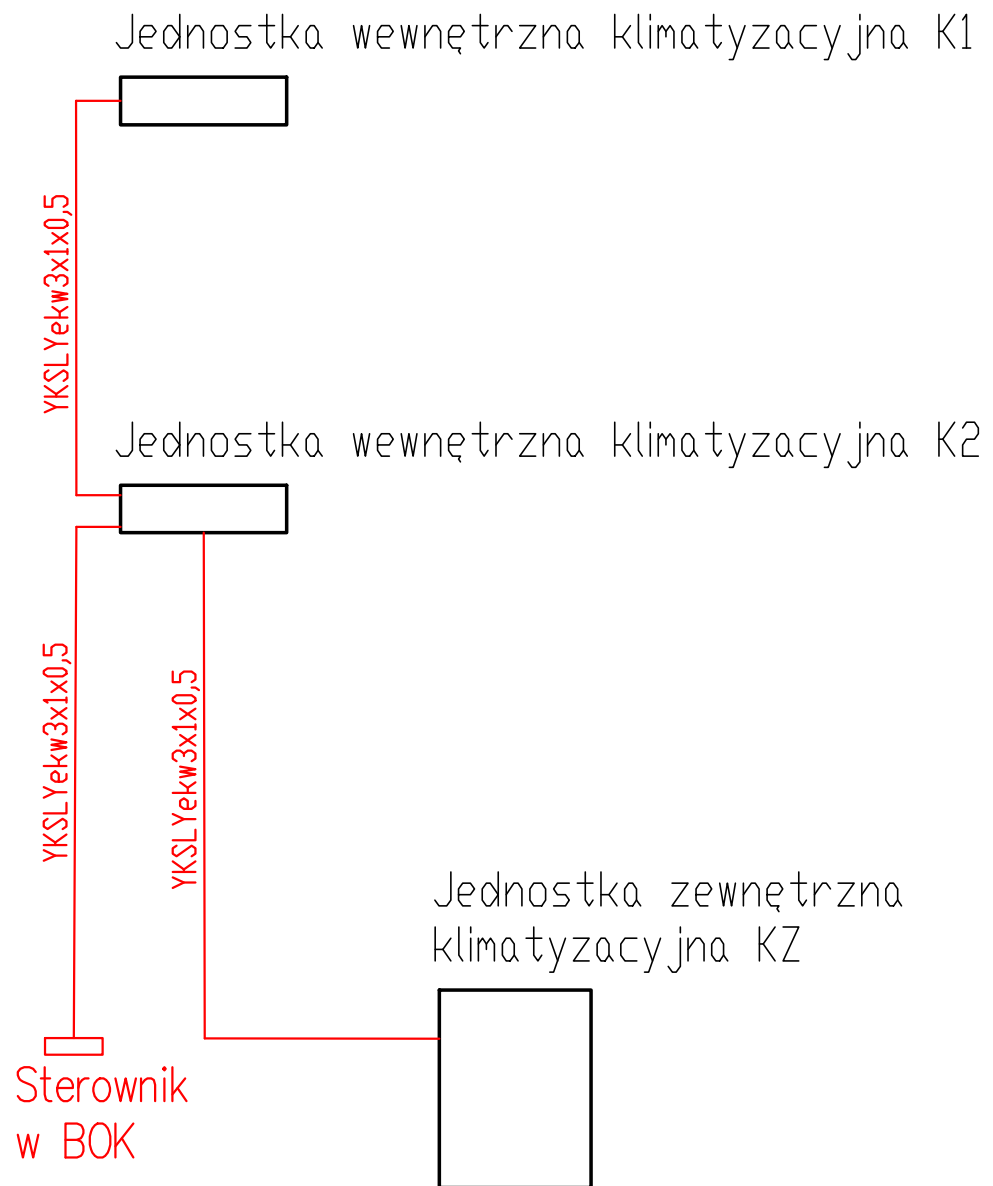 Jednostka wewnętrzna klimatyzacyjna K1
YKSLYekw3x1x0,5
Jednostka wewnętrzna klimatyzacyjna K2
YKSLYekw3x1x0,5
YKSLYekw3x1x0,5
Jednostka zewnętrzna
klimatyzacyjna KZ
Sterownik
w BOK